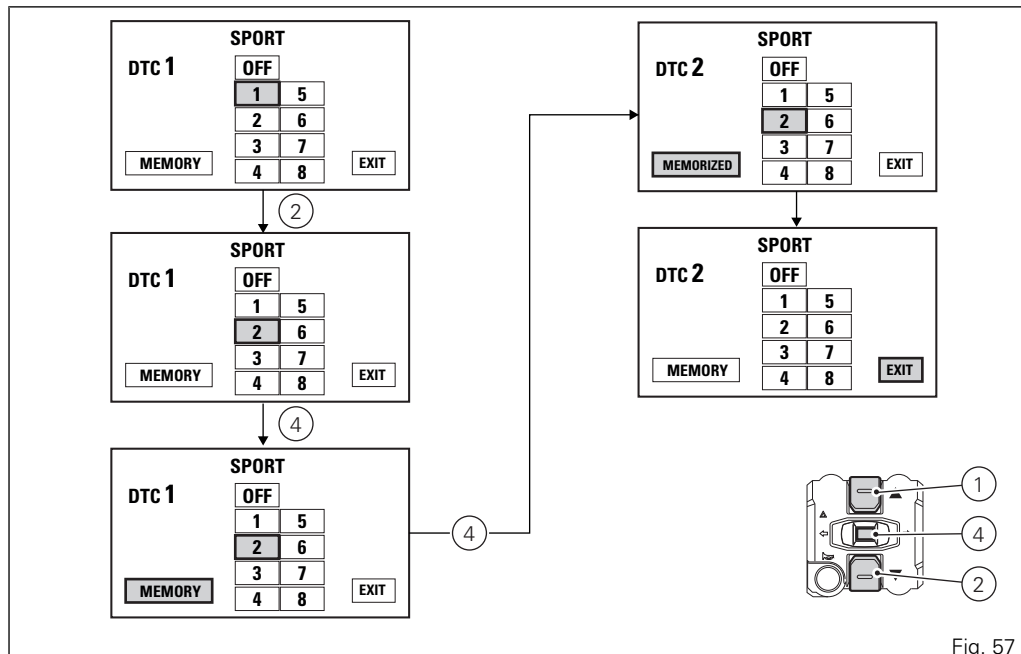 SPORT
DTC 1
OFF
1 5
2 6
3 7
MEMORY
4 8
EXIT
2
SPORT
DTC 1
OFF
1 5
2 6
3 7
MEMORY
4 8
EXIT
4
SPORT
DTC 1
OFF
1 5
2 6
3 7
MEMORY
4 8
EXIT
4
SPORT
DTC 2
OFF
1 5
2 6
3 7
MEMORIZED
4 8
EXIT
SPORT
DTC 2
OFF
1 5
2 6
3 7
MEMORY
4 8
EXIT
1
4
2
Fig. 57